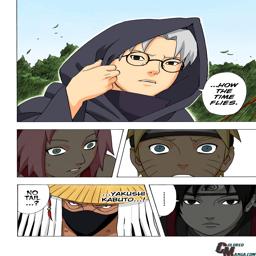 ...HOW
THE
TIME
FLIES.
...YAKUSHI
KABUTO...!
NO
TAIL
...?
............
COLORED
MANGA.COM